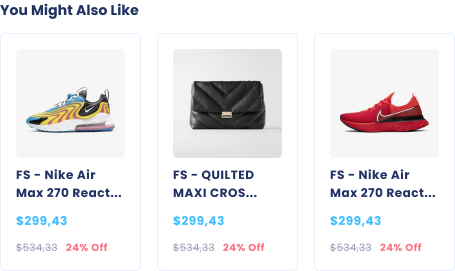 You Might Also Like
FS - Nike Air
Max 270 React...
$299,43
$534,33 24% Off
FS - QUILTED
MAXI CROS...
$299,43
$534,33 24% Off
FS - Nike Air
Max 270 React...
$299,43
$534,33 24% Off